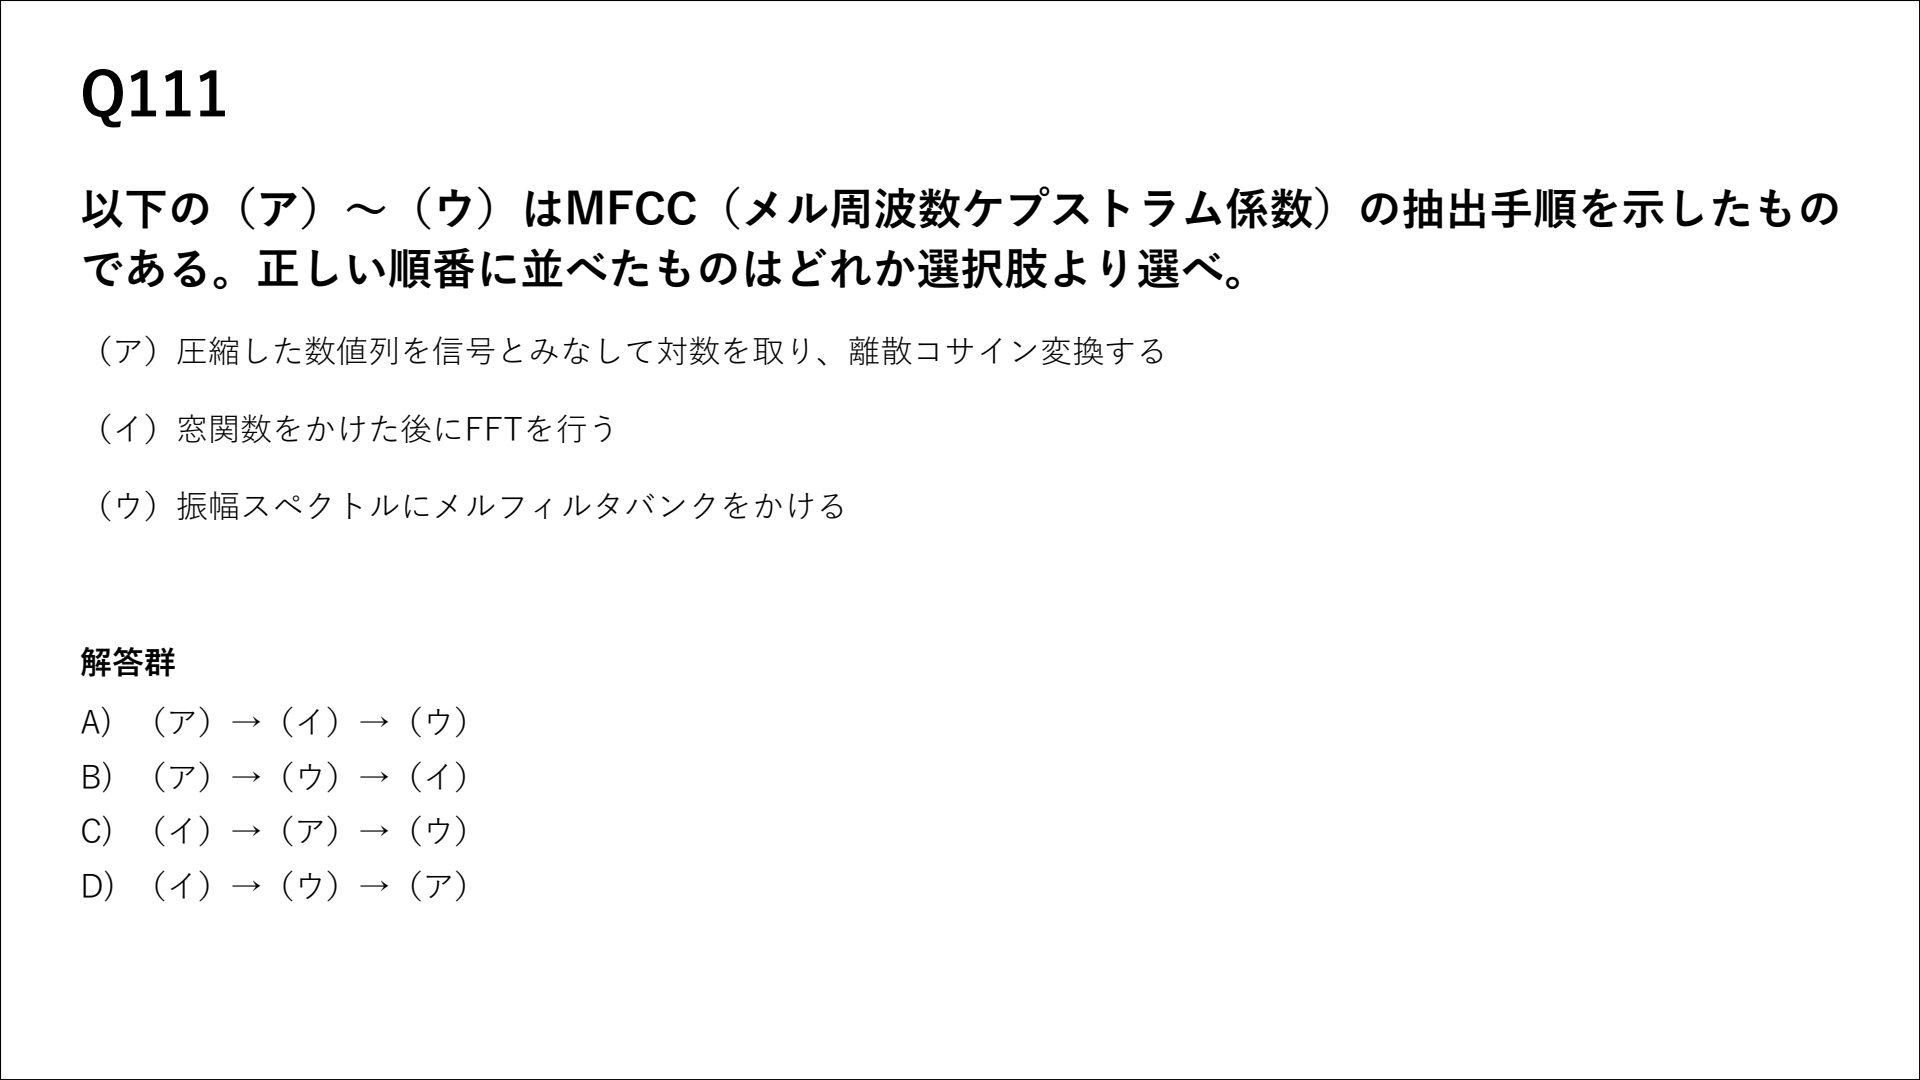 Q111
以下の（ア）～（ウ）はMFCC（メル周波数ケプストラム係数）の抽出手順を示したもの
である。正しい順番に並べたものはどれか選択肢より選べ。
（ア）圧縮した数値列を信号とみなして対数を取り、離散コサイン変換する
（イ）窓関数をかけた後にFFTを行う
（ウ）振幅スペクトルにメルフィルタバンクをかける
解答群
A) （ア）→（イ）→（ウ）
B) （ア）→（ウ）→（イ）
C) （イ）→（ア）→（ウ）
D) （イ）→（ウ）→（ア）